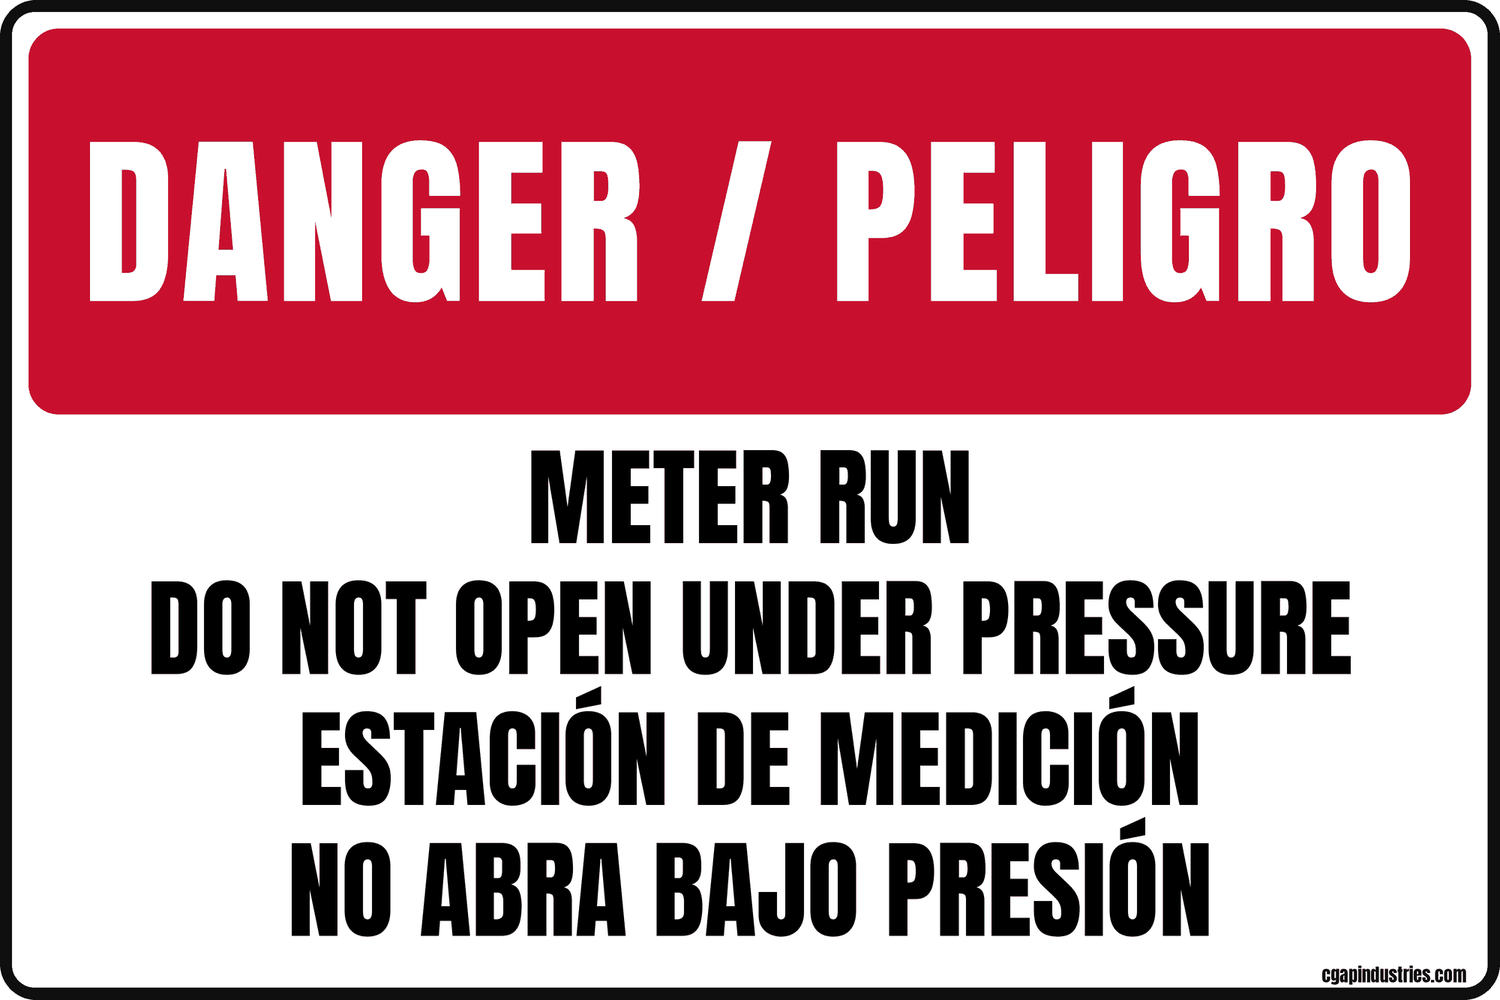 DANGER / PELIGRO
METER RUN
DO NOT OPEN UNDER PRESSURE
ESTACIÓN DE MEDICIÓN
NO ABRA BAJO PRESIÓN
cgapindustries.com